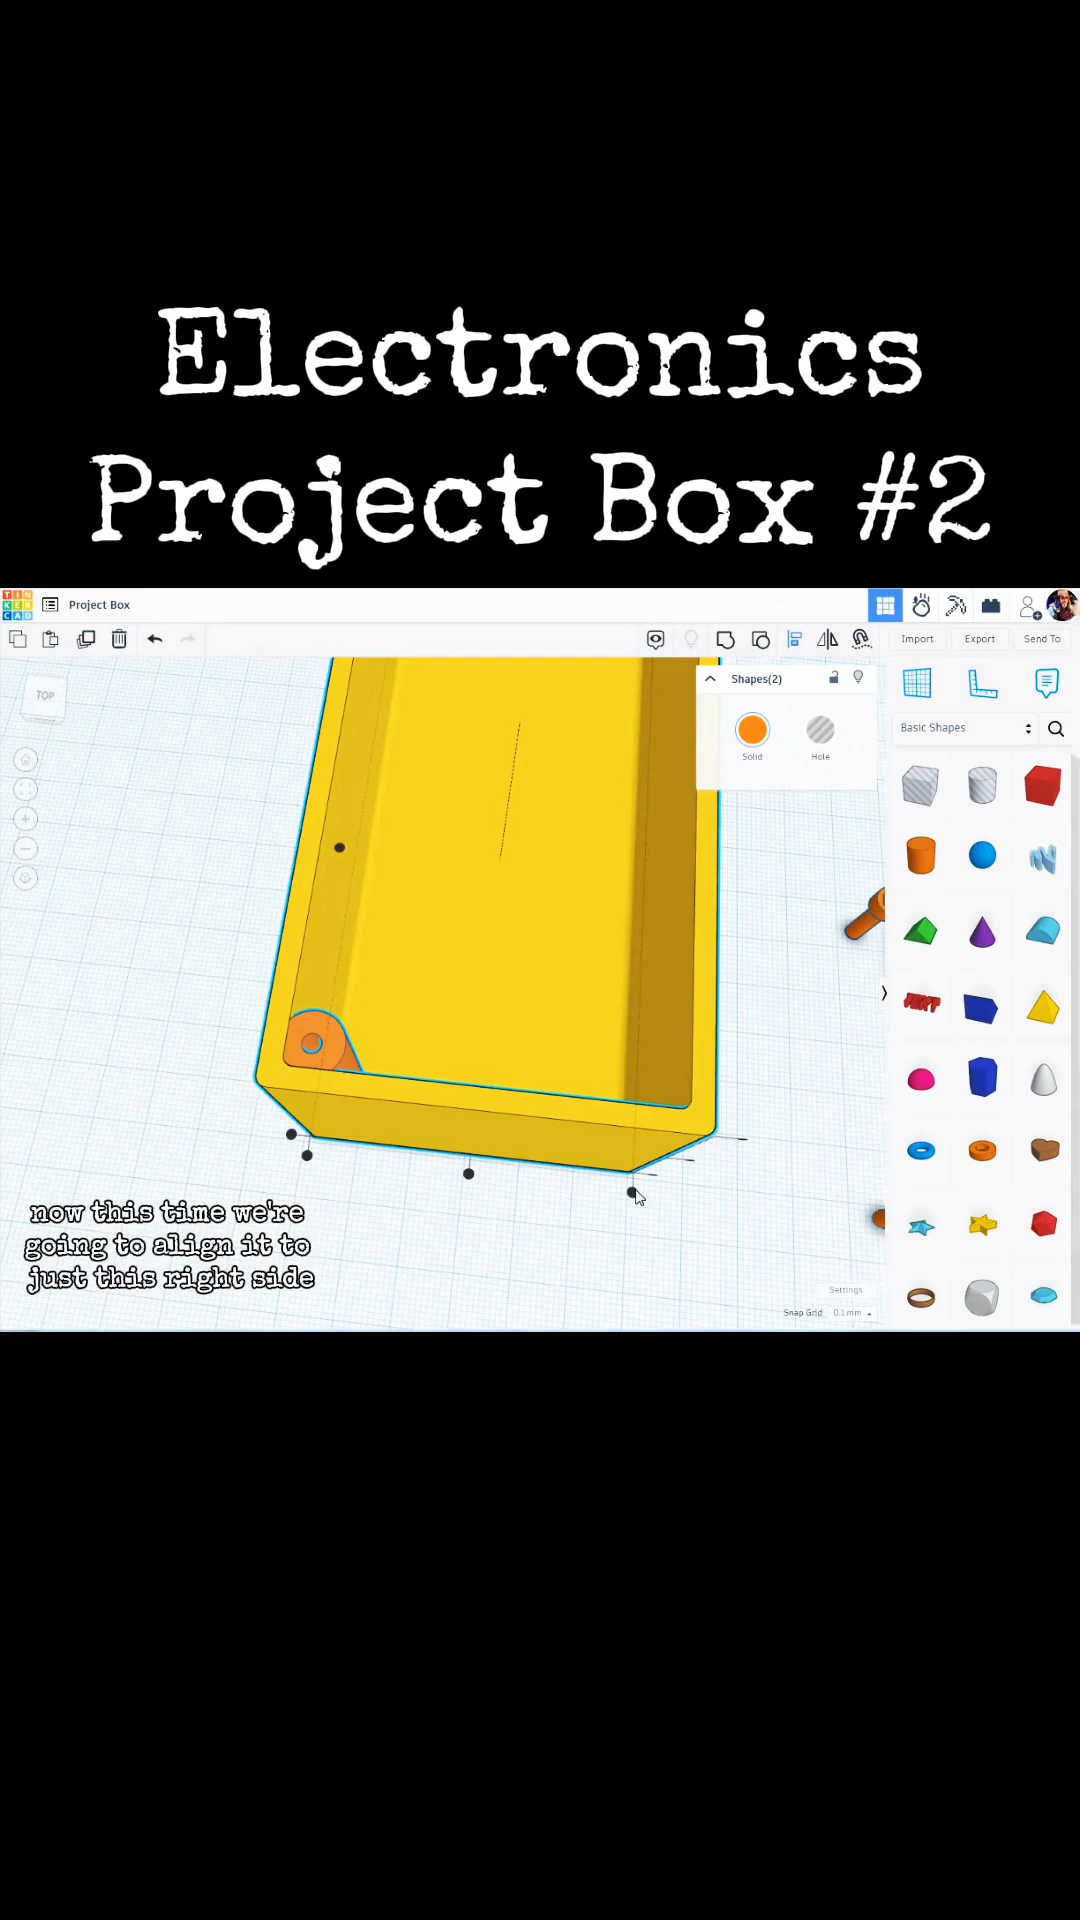 Electronics
Project Box #2
TIN
KER
CAD
Project Box
Import
Export
Send To
TOP
Shapes(2)
Solid
Hole
Basic Shapes
TEXT
now this time we're
going to align it to
just this right side
Settings
Snap Grid 0.1 mm